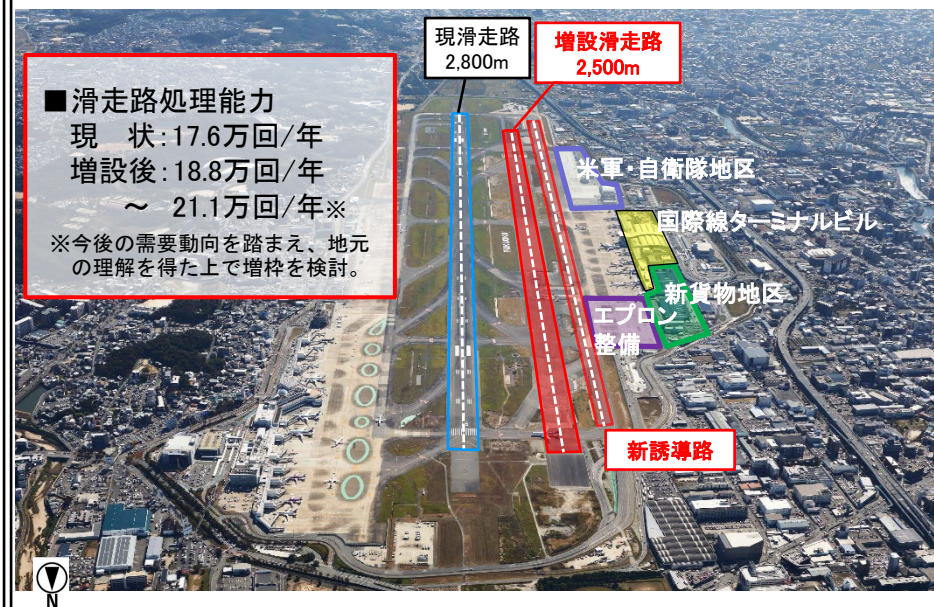 現滑走路
2,800m
増設滑走路
2,500m
■滑走路処理能力
現　状:17.6万回/年
増設後:18.8万回/年
～ 21.1万回/年※
※今後の需要動向を踏まえ、地元
の理解を得た上で増枠を検討。
米軍・自衛隊地区
国際線ターミナルビル
新貨物地区
エプロン
整備
新誘導路
FUKUOKA
N